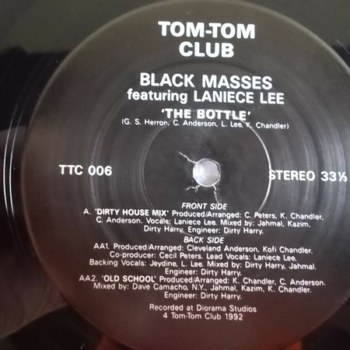 TOM-TOM
CLUB
BLACK MASSES
featuring LANIECE LEE
'THE BOTTLE'
(G. S. Herron, C. Anderson, L. Lee, K. Chandler)
TTC 006
STEREO 33⅓
FRONT SIDE
A. 'DIRTY HOUSE MIX' Produced/Arranged: C. Peters, K. Chandler,
C. Anderson. Vocals: Laniece Lee. Mixed by: Jahmal, Kazim,
Dirty Harry, Engineer: Dirty Harry.
BACK SIDE
AA1. Produced/Arranged: Cleveland Anderson, Kofi Chandler.
Co-producer: Cecil Peters. Lead Vocals: Laniece Lee.
Backing Vocals: Jeydine, L. Lee. Mixed by: Dirty Harry, Jahmal.
Engineer: Dirty Harry.
AA2. 'OLD SCHOOL' Produced/Arranged: K. Chandler, C. Anderson.
Mixed by: Dave Camacho, N.Y., Jahmal, Kazim, K. Chandler.
Engineer: Dirty Harry.
Recorded at Diorama Studios
4 Tom-Tom Club 1992